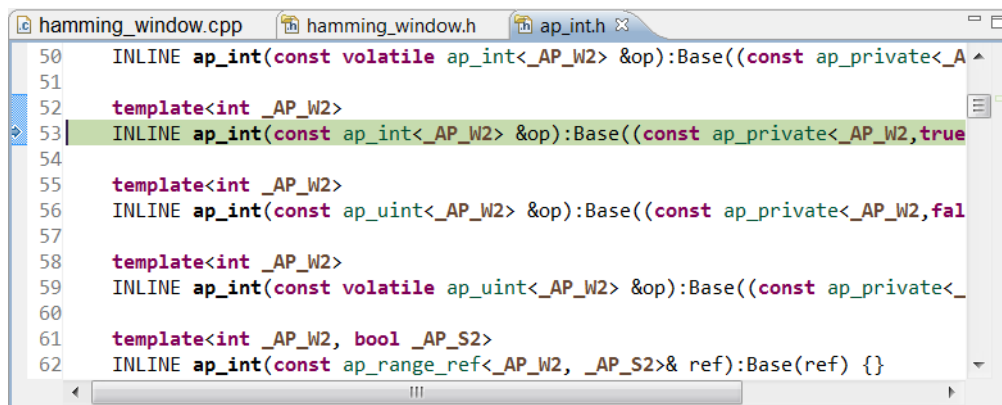 hamming_window.cpp hamming_window.h ap_int.h
50 INLINE ap_int(const volatile ap_int<_AP_W2> &op):Base((const ap_private<_A
51
52 template<int _AP_W2>
53 INLINE ap_int(const ap_int<_AP_W2> &op):Base((const ap_private<_AP_W2,true
54
55 template<int _AP_W2>
56 INLINE ap_int(const ap_uint<_AP_W2> &op):Base((const ap_private<_AP_W2,fal
57
58 template<int _AP_W2>
59 INLINE ap_int(const volatile ap_uint<_AP_W2> &op):Base((const ap_private<_
60
61 template<int _AP_W2, bool _AP_S2>
62 INLINE ap_int(const ap_range_ref<_AP_W2, _AP_S2>& ref):Base(ref) {}